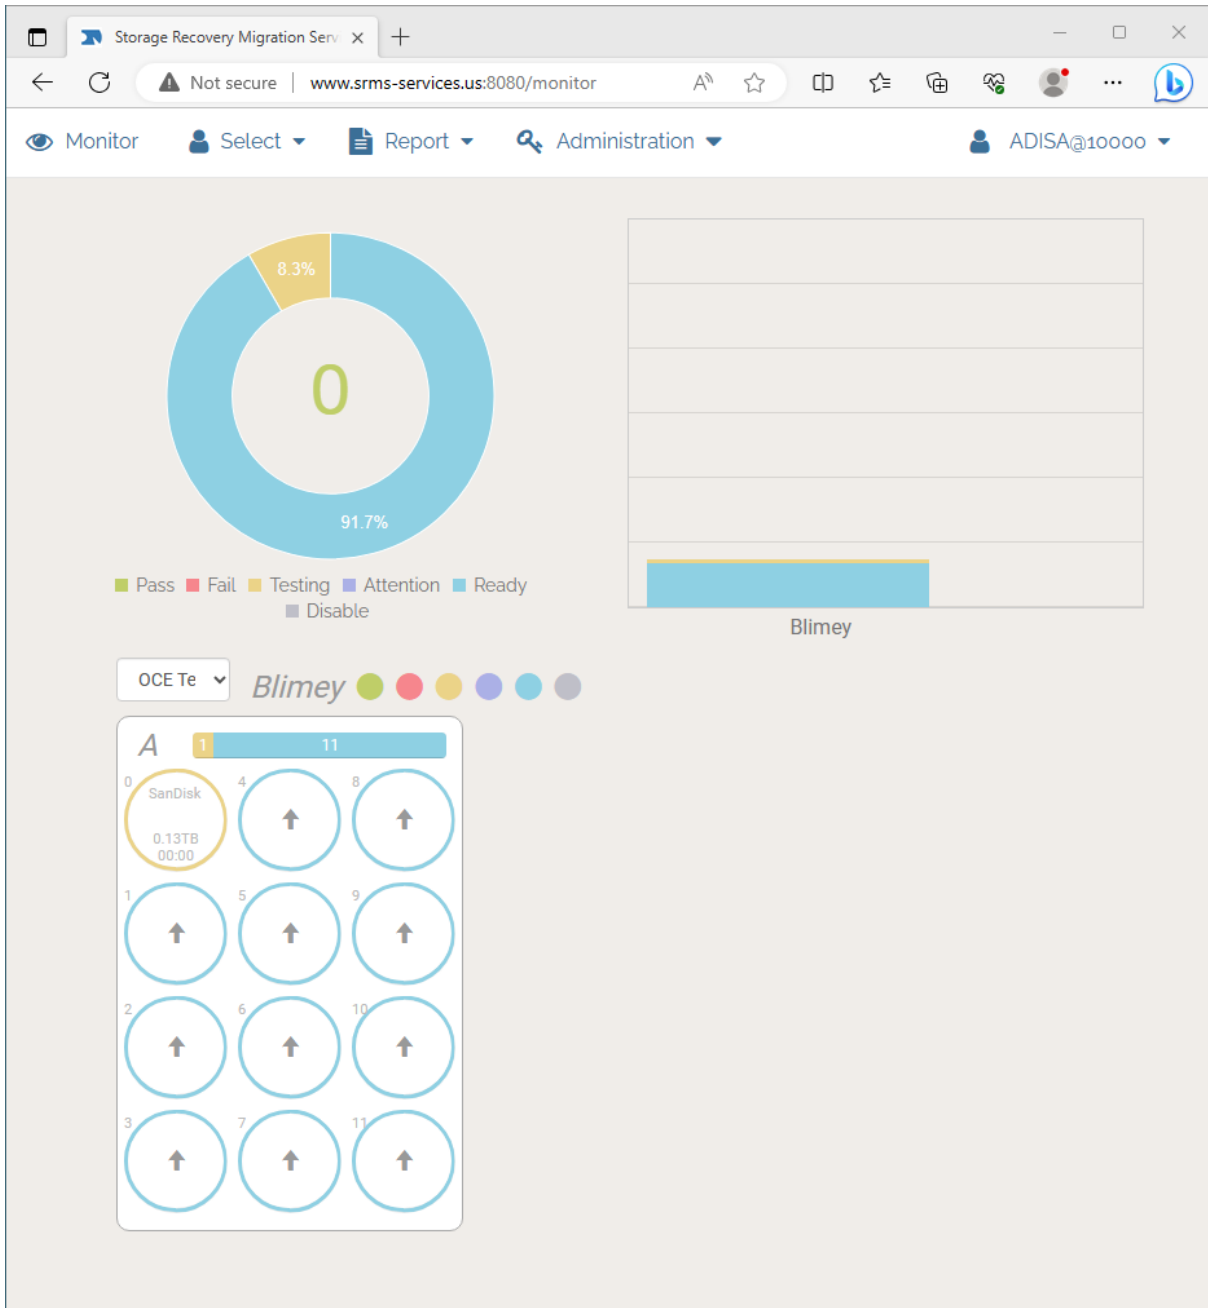 Storage Recovery Migration Serv
Not secure www.srms-services.us:8080/monitor
Monitor Select Report Administration ADISA@10000
8.3%
0
91.7%
Pass Fail Testing Attention Ready
Disable
Blimey
OCE Te Blimey
A 1 11
0 SanDisk 4 8
0.13TB
00:00
1 5 9
2 6 10
3 7 11